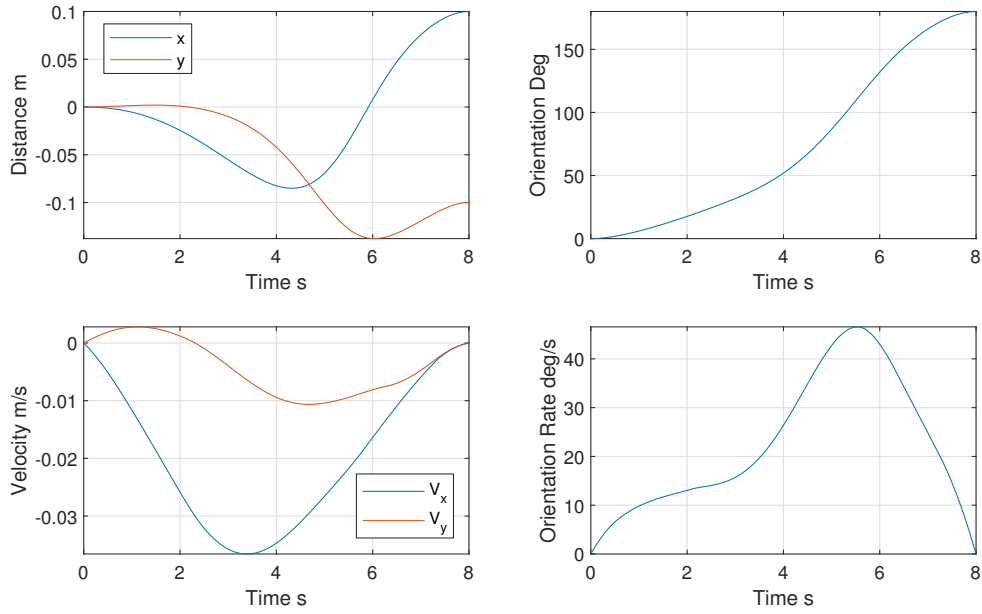 Distance m
0.1
0.05
0
-0.05
-0.1
x
y
0 2 4 6 8
Time s
Orientation Deg
150
100
50
0
0 2 4 6 8
Time s
Velocity m/s
0
-0.01
-0.02
-0.03
V_x
V_y
0 2 4 6 8
Time s
Orientation Rate deg/s
40
30
20
10
0
0 2 4 6 8
Time s